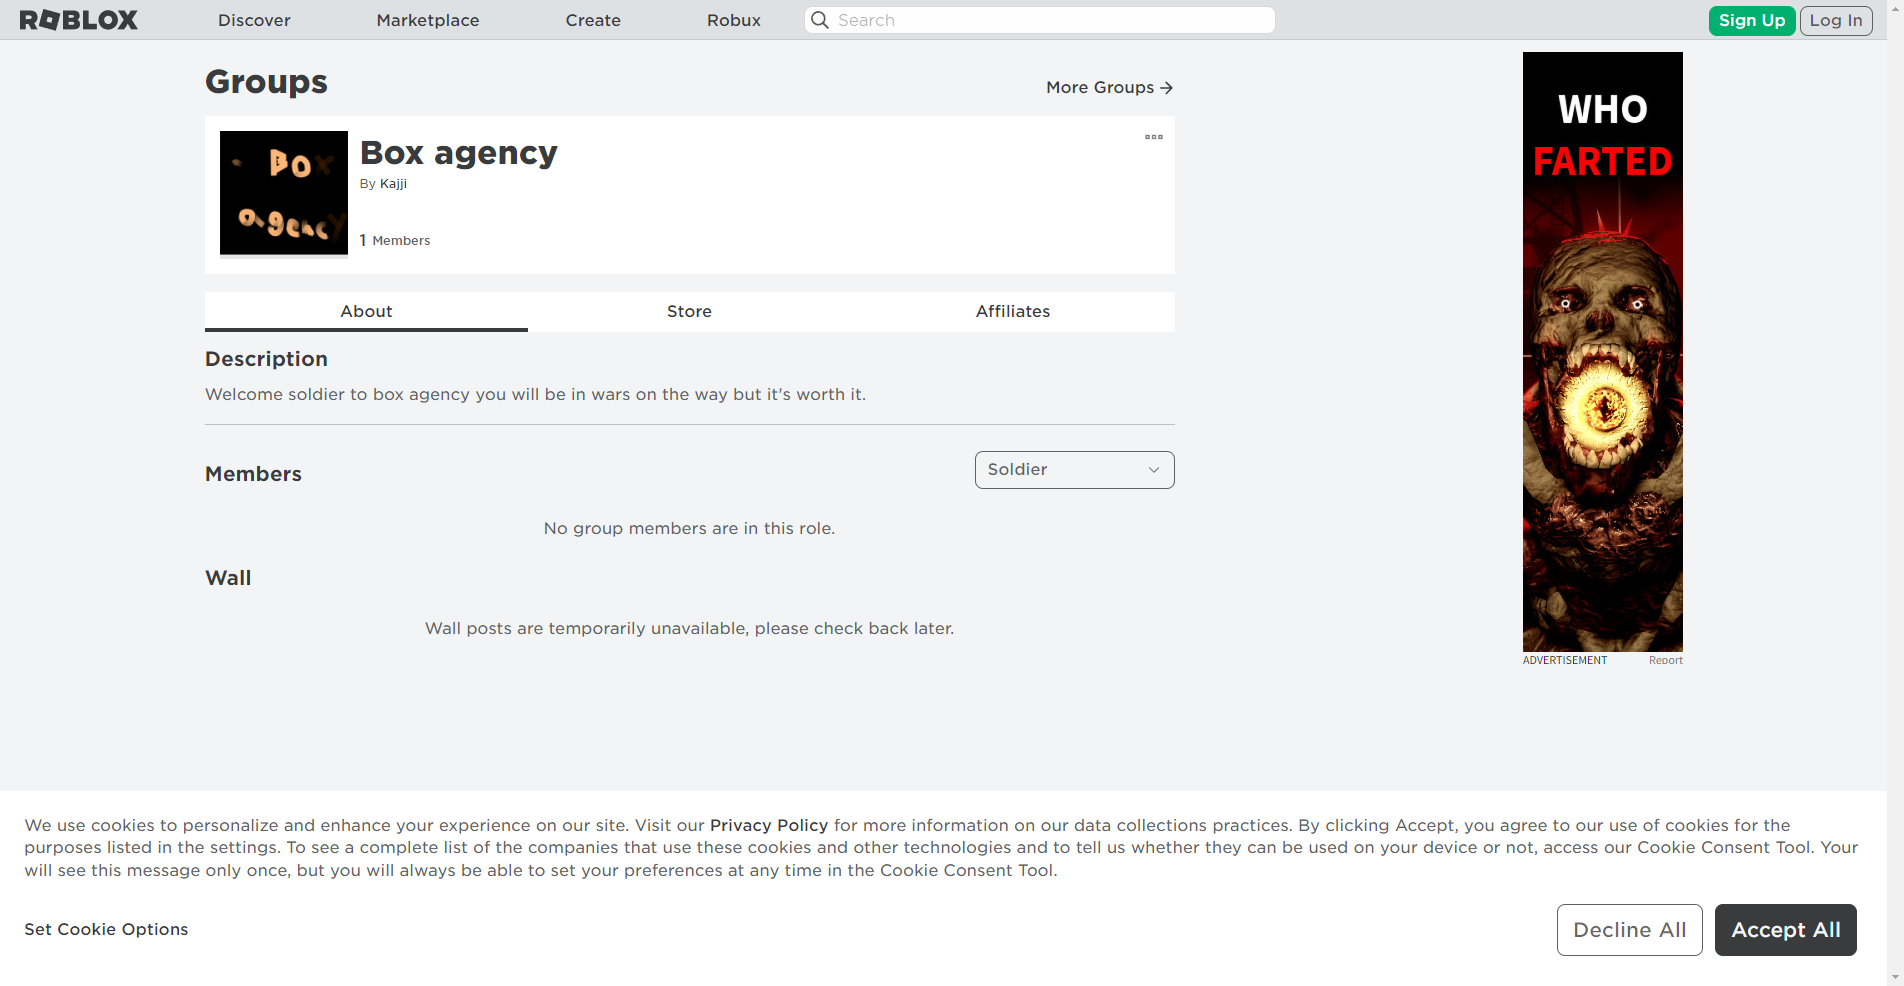 ROBLOX Discover Marketplace Create Robux Search Sign Up Log In
Groups
More Groups
Box
agency
Box agency
By Kajji
1 Members
About Store Affiliates
Description
Welcome soldier to box agency you will be in wars on the way but it's worth it.
Members
Soldier
No group members are in this role.
Wall
Wall posts are temporarily unavailable, please check back later.
WHO
FARTED
ADVERTISEMENT Report
We use cookies to personalize and enhance your experience on our site. Visit our Privacy Policy for more information on our data collections practices. By clicking Accept, you agree to our use of cookies for the
purposes listed in the settings. To see a complete list of the companies that use these cookies and other technologies and to tell us whether they can be used on your device or not, access our Cookie Consent Tool. Your
will see this message only once, but you will always be able to set your preferences at any time in the Cookie Consent Tool.
Set Cookie Options
Decline All
Accept All